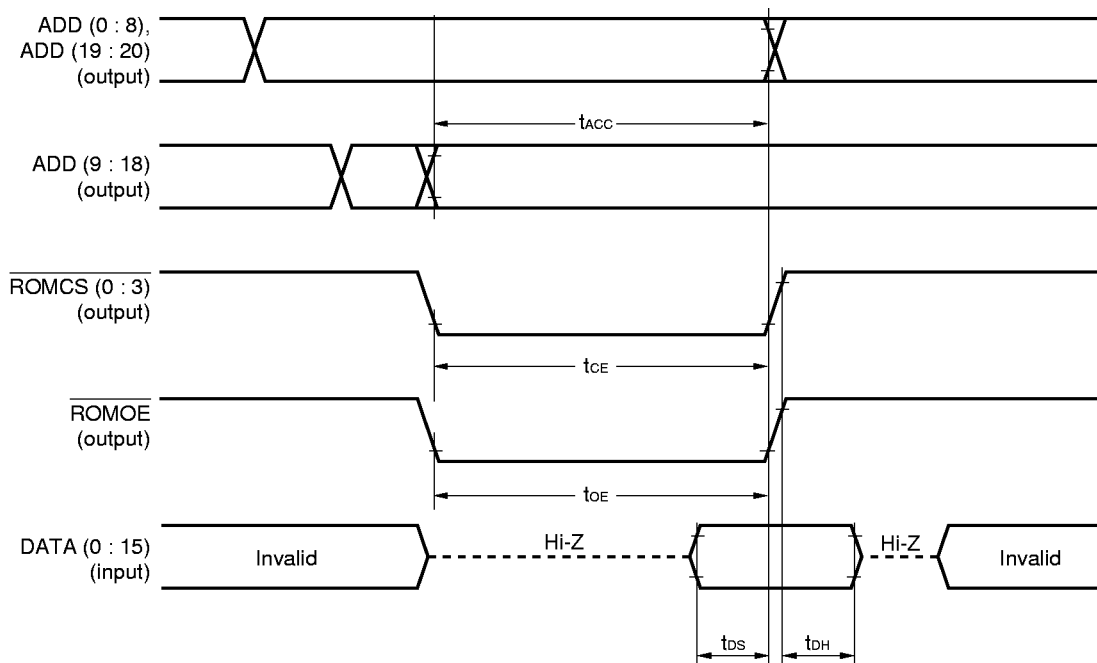 ADD (0 : 8),
ADD (19 : 20)
(output)
tACC
ADD (9 : 18)
(output)
ROMCS (0 : 3)
(output)
tCE
ROMOE
(output)
tOE
DATA (0 : 15)
(input)
Invalid
Hi-Z
Hi-Z
Invalid
tDS
tDH